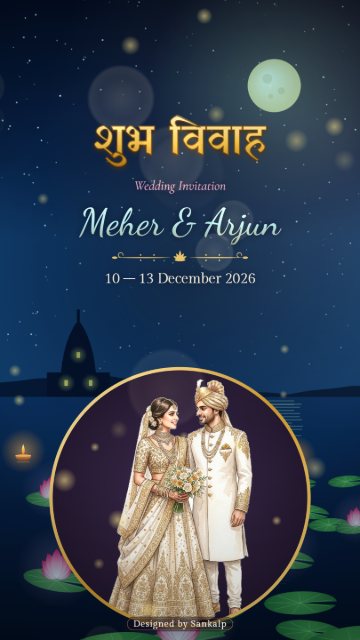 शुभ विवाह
Wedding Invitation
Meher & Arjun
10 — 13 December 2026
Designed by Sankalp